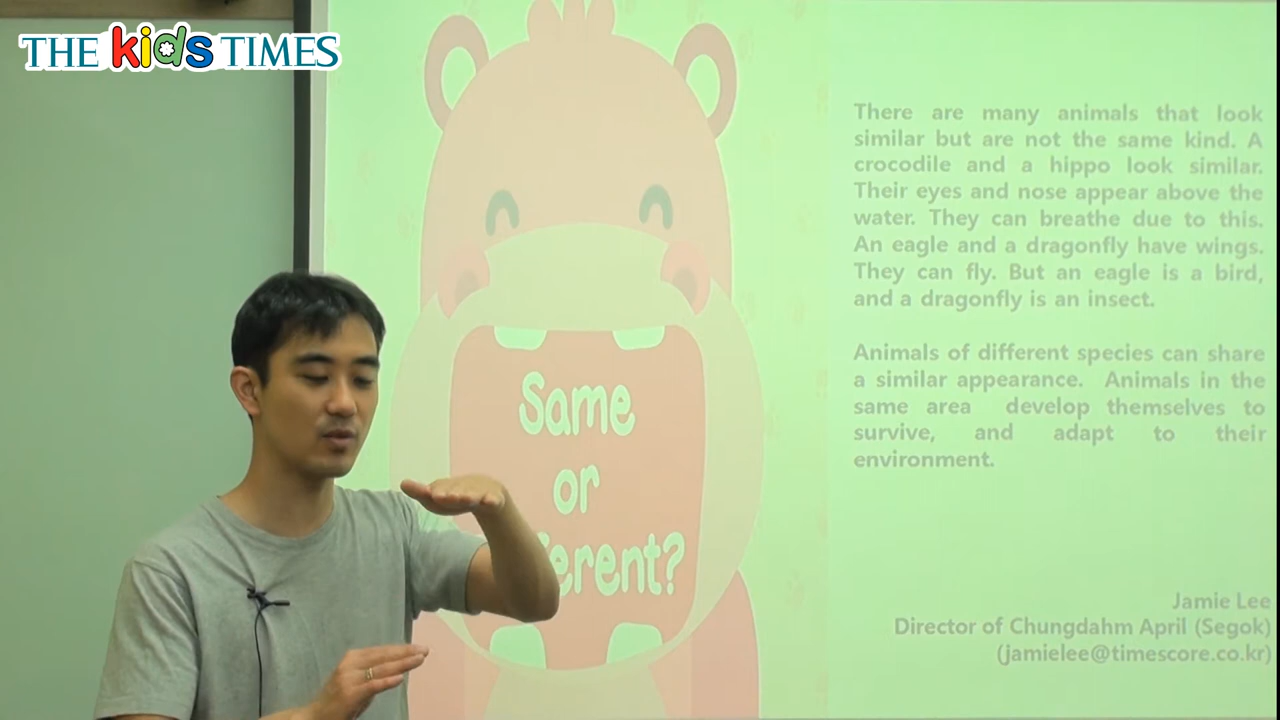 THE kids TIMES
Same
or
erent?
There are many animals that look
similar but are not the same kind. A
crocodile and a hippo look similar.
Their eyes and nose appear above the
water. They can breathe due to this.
An eagle and a dragonfly have wings.
They can fly. But an eagle is a bird,
and a dragonfly is an insect.
Animals of different species can share
a similar appearance. Animals in the
same area develop themselves to
survive, and adapt to their
environment.
Jamie Lee
Director of Chungdahm April (Segok)
(jamielee@timescore.co.kr)